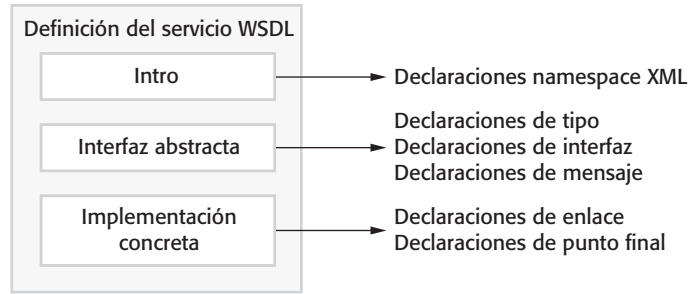 Definición del servicio WSDL
Intro
Declaraciones namespace XML
Interfaz abstracta
Declaraciones de tipo
Declaraciones de interfaz
Declaraciones de mensaje
Implementación
concreta
Declaraciones de enlace
Declaraciones de punto final